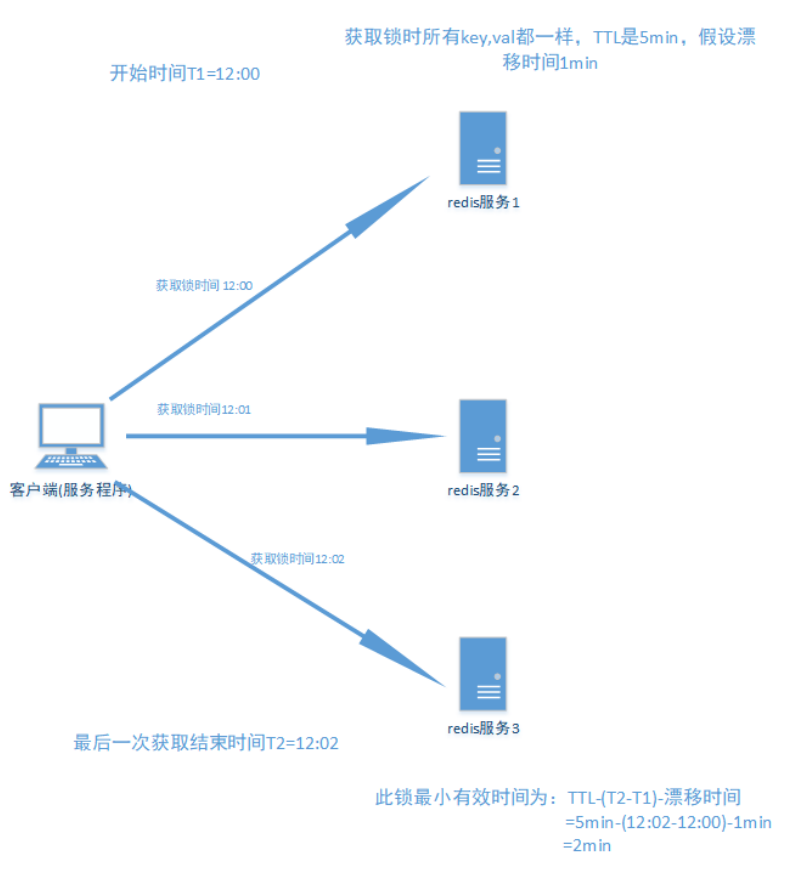 获取锁时所有key,val都一样，TTL是5min，假设漂
移时间1min
开始时间T1=12:00
redis服务1
获取锁时间 12:00
获取锁时间12:01
客户端(服务程序)
redis服务2
获取锁时间12:02
redis服务3
最后一次获取结束时间T2=12:02
此锁最小有效时间为：TTL-(T2-T1)-漂移时间
=5min-(12:02-12:00)-1min
=2min